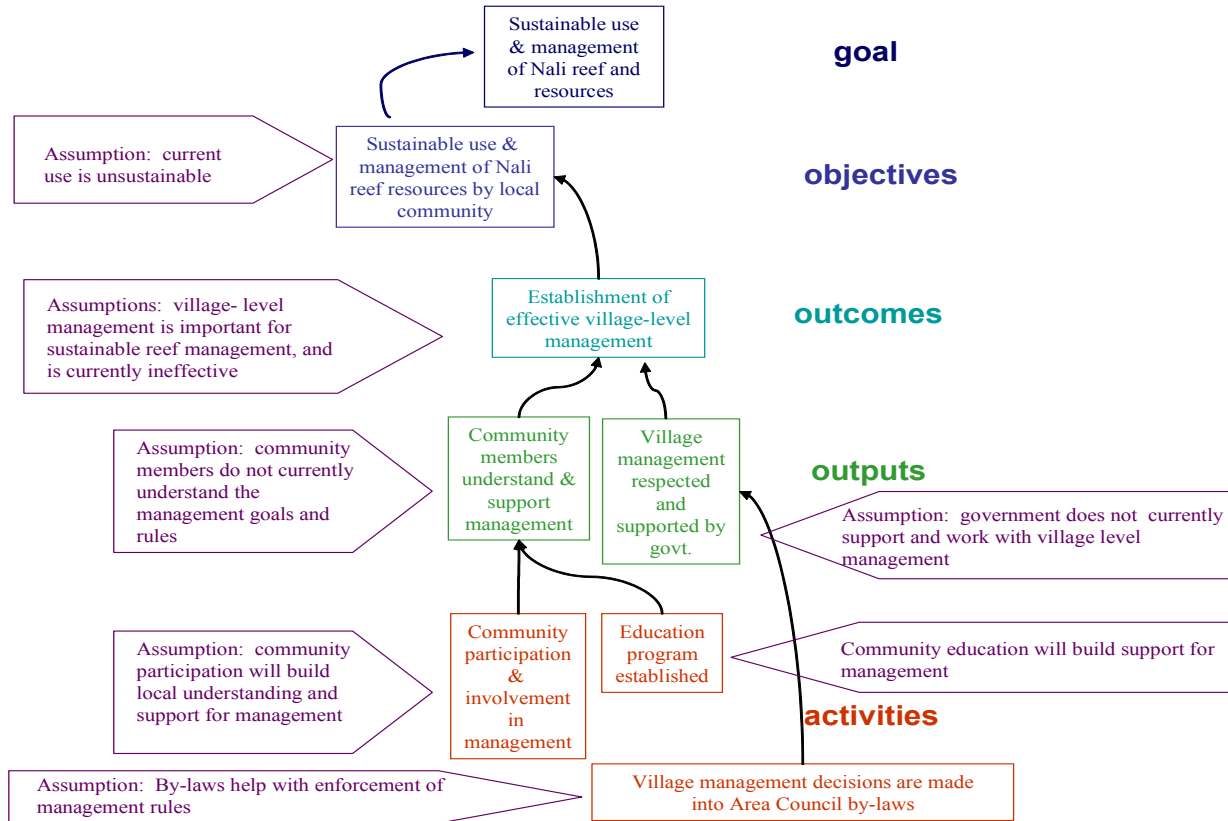 Sustainable use
& management
of Nali reef and
resources
goal
Assumption: current
use is unsustainable
Sustainable use &
management of Nali
reef resources by local
community
objectives
Assumptions: village- level
management is important for
sustainable reef management, and
is currently ineffective
Establishment of
effective village-level
management
outcomes
Assumption: community
members do not currently
understand the
management goals and
rules
Community
members
understand &
support
management
Village
management
respected
and
supported by
govt.
outputs
Assumption: government does not currently
support and work with village level
management
Assumption: community
participation will build
local understanding and
support for management
Community
participation
&
involvement
in
management
Education
program
established
Community education will build support for
management
activities
Assumption: By-laws help with enforcement of
management rules
Village management decisions are made
into Area Council by-laws